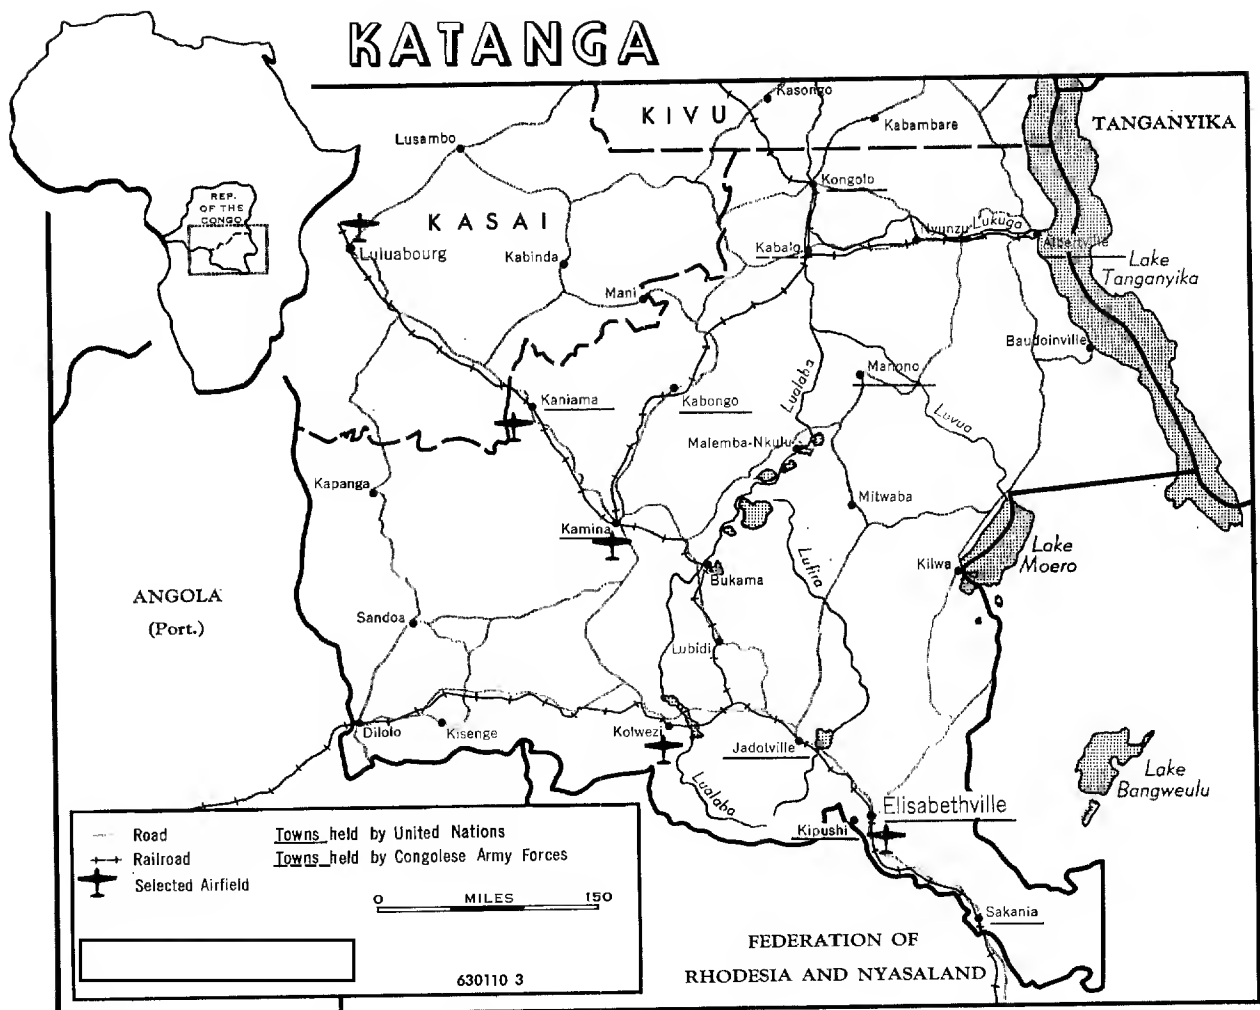 KATANGA
REP.
OF THE
CONGO
KIVU
Kasongo
Kabambare
TANGANYIKA
Lusambo
Kongolo
KASAI
Luluabourg
Kabinda
Kabalo
Nyunzu
Lukuga
Albertville
Lake
Tanganyika
Mani
Baudoinville
Lualaba
Manono
Kaniama
Kabongo
Luvua
Malemba-Nkulu
Kapanga
Mitwaba
Kamina
Lufira
Lake
Moero
Kilwa
Bukama
ANGOLA
(Port.)
Sandoa
Lubidi
Dilolo
Kisenge
Kolwezi
Jadotville
Lualaba
Lake
Bangweulu
Elisabethville
Kipushi
Sakania
FEDERATION OF
RHODESIA AND NYASALAND
Road
Railroad
Selected Airfield
Towns held by United Nations
Towns held by Congolese Army Forces
0 MILES 150
630110 3